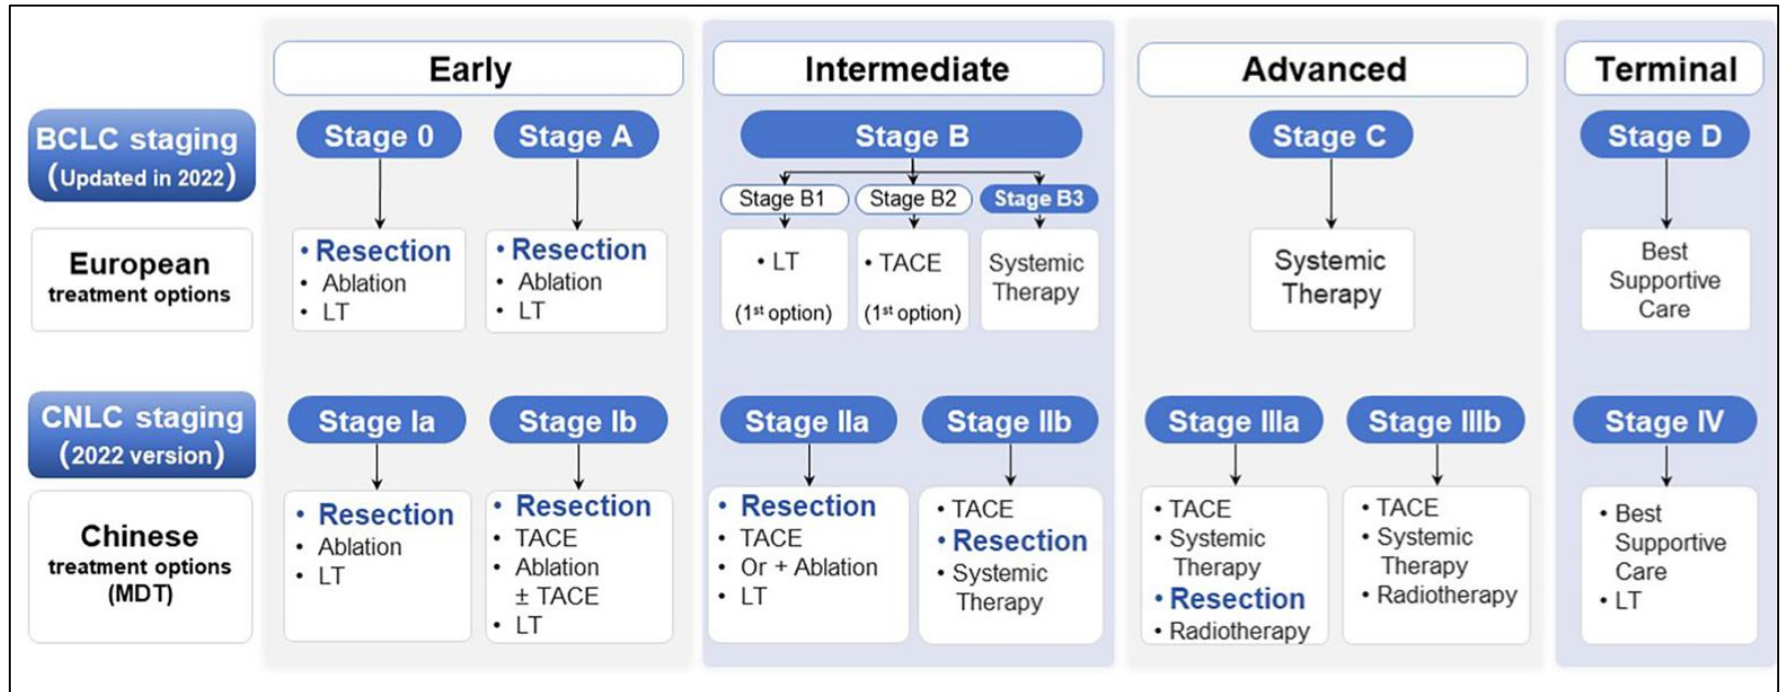 Early
Intermediate
Advanced
Terminal
BCLC staging
(Updated in 2022)
Stage 0
Stage A
Stage B
Stage C
Stage D
Stage B1
Stage B2
Stage B3
European
treatment options
• Resection
• Ablation
• LT
• Resection
• Ablation
• LT
• LT
(1st option)
• TACE
(1st option)
Systemic
Therapy
Systemic
Therapy
Best
Supportive
Care
CNLC staging
(2022 version)
Stage Ia
Stage Ib
Stage IIa
Stage IIb
Stage IIIa
Stage IIIb
Stage IV
Chinese
treatment options
(MDT)
• Resection
• Ablation
• LT
• Resection
• TACE
• Ablation
± TACE
• LT
• Resection
• TACE
• Or + Ablation
• LT
• TACE
• Resection
• Systemic
Therapy
• TACE
• Systemic
Therapy
• Resection
• Radiotherapy
• TACE
• Systemic
Therapy
• Radiotherapy
• Best
Supportive
Care
• LT